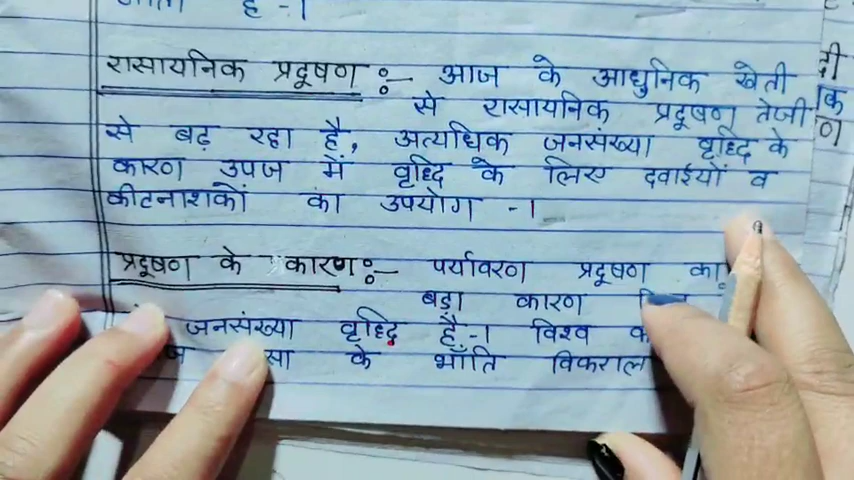 है -।
रासायनिक प्रदूषण :- आज के आधुनिक खेती
से रासायनिक प्रदूषण तेजी
से बढ़ रहा है, अत्यधिक जनसंख्या वृध्दि के
कारण उपज में वृध्दि के लिए दवाईयों व
कीटनाशकों का उपयोग -।
प्रदूषण के कारण :- पर्यावरण प्रदूषण का
बड़ा कारण
जनसंख्या वृध्दि है -। विश्व
के भाँति विकराल